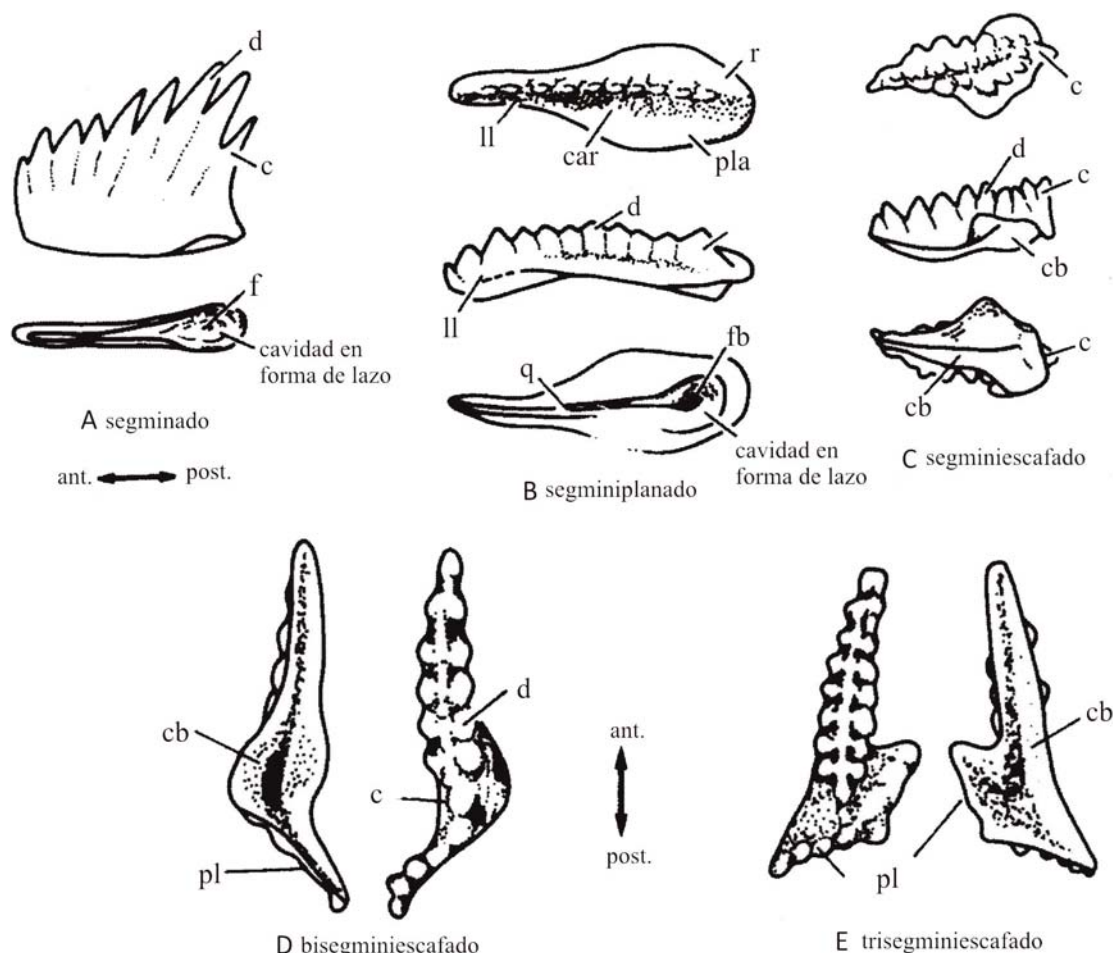 d
c
f
cavidad en
forma de lazo
A segminado
ant.
post.
r
ll
car
pla
d
ll
fb
q
cavidad en
forma de lazo
B segminiplanado
c
d
c
cb
c
cb
C segminiescafado
cb
pl
d
c
D bisegminiescafado
ant.
post.
cb
pl
E trisegminiescafado